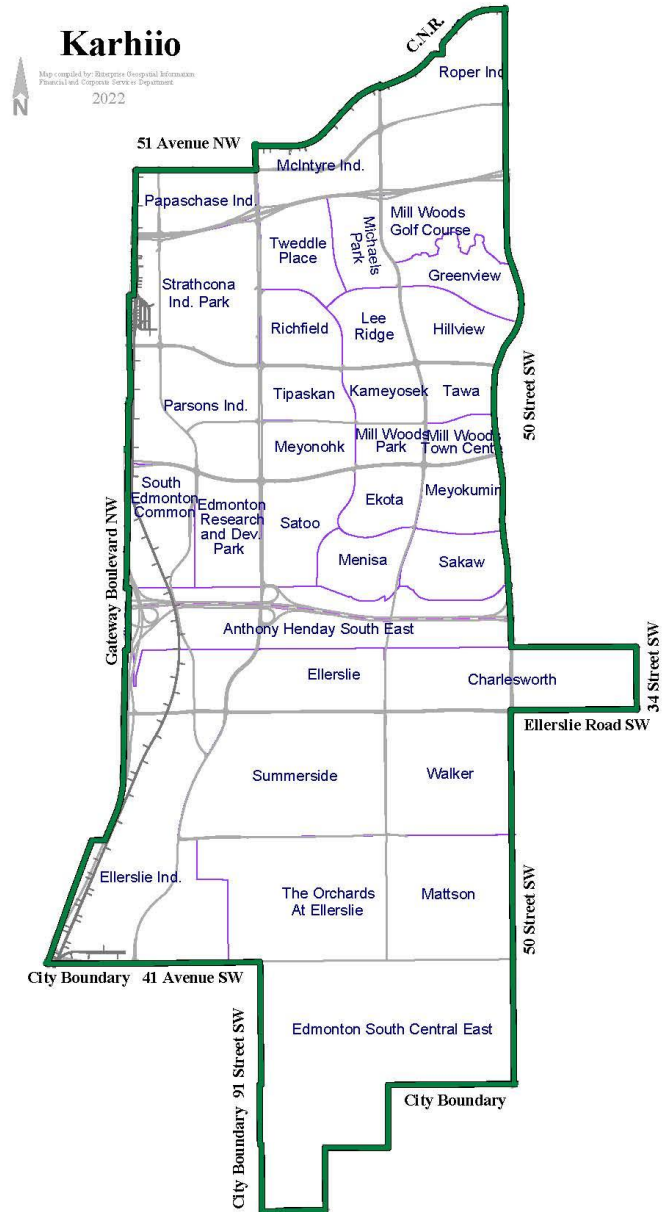 Karhiio
Map compiled by: Enterprise Geospatial Information
Financial and Corporate Services Department
2022
N
C.N.R.
Roper Ind
51 Avenue NW
McIntyre Ind.
Papaschase Ind.
Mill Woods
Golf Course
Michaels
Park
Tweddle
Place
Greenview
Strathcona
Ind. Park
Richfield
Lee
Ridge
Hillview
50 Street SW
Tipaskan
Kameyosek
Tawa
Parsons Ind.
Meyonohk
Mill Woods
Park
Mill Woods
Town Cent
South
Edmonton
Common
Edmonton
Research
and Dev.
Park
Satoo
Ekota
Meyokumin
Menisa
Sakaw
Gateway Boulevard NW
Anthony Henday South East
Ellerslie
Charlesworth
34 Street SW
Ellerslie Road SW
Summerside
Walker
Ellerslie Ind.
The Orchards
At Ellerslie
Mattson
50 Street SW
City Boundary 41 Avenue SW
Edmonton South Central East
City Boundary 91 Street SW
City Boundary